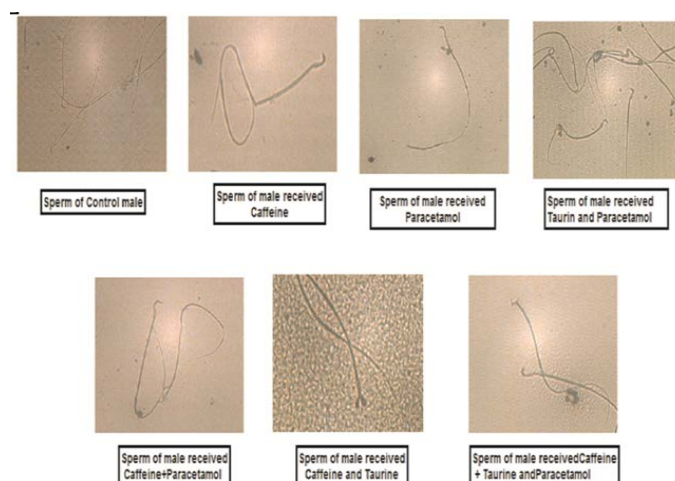 Sperm of Control male
Sperm of male received
Caffeine
Sperm of male received
Paracetamol
Sperm of male received
Taurin and Paracetamol
Sperm of male received
Caffeine+Paracetamol
Sperm of male received
Caffeine and Taurine
Sperm of male receivedCaffeine
+ Taurine andParacetamol